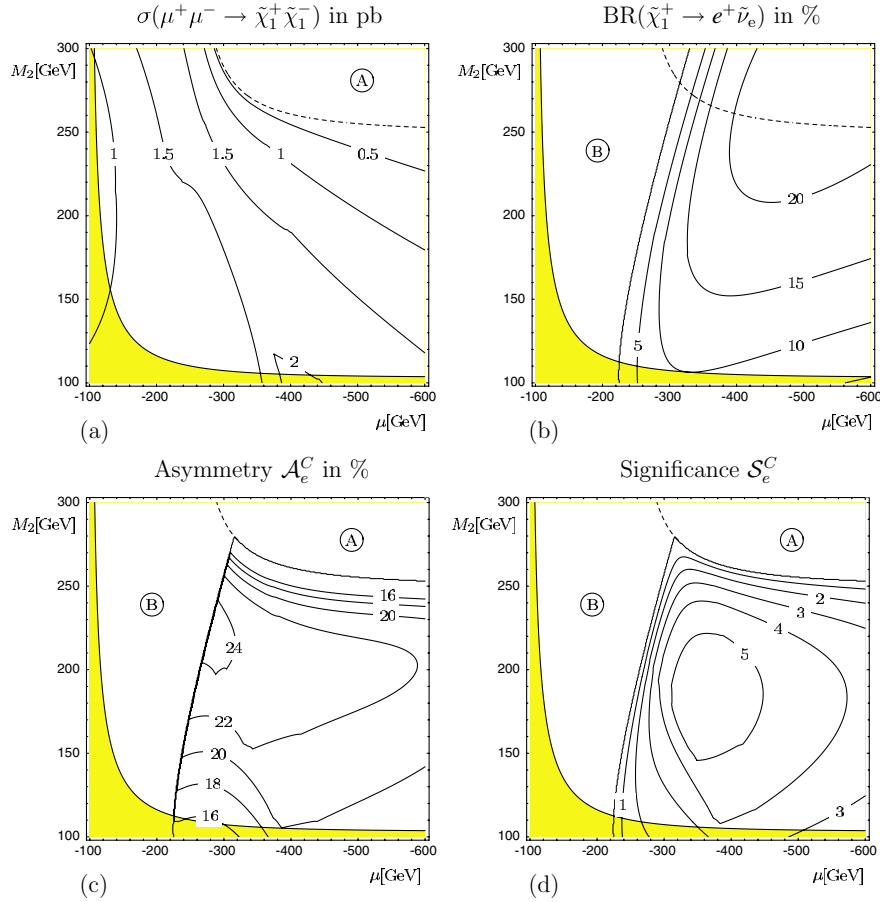 σ(μ⁺μ⁻ → χ̃₁⁺χ̃₁⁻) in pb
M₂[GeV]
300
250
200
150
100
A
1
1.5
1.5
1
0.5
2
-100 -200 -300 -400 -500 -600
μ[GeV]
(a)
BR(χ̃₁⁺ → e⁺ν̃ₑ) in %
M₂[GeV]
300
250
200
150
100
B
20
15
5
10
-100 -200 -300 -400 -500 -600
μ[GeV]
(b)
Asymmetry 𝒜ₑᶜ in %
M₂[GeV]
300
250
200
150
100
A
B
16
20
24
22
20
18
16
-100 -200 -300 -400 -500 -600
μ[GeV]
(c)
Significance 𝒮ₑᶜ
M₂[GeV]
300
250
200
150
100
A
B
2
3
4
5
1
3
-100 -200 -300 -400 -500 -600
μ[GeV]
(d)